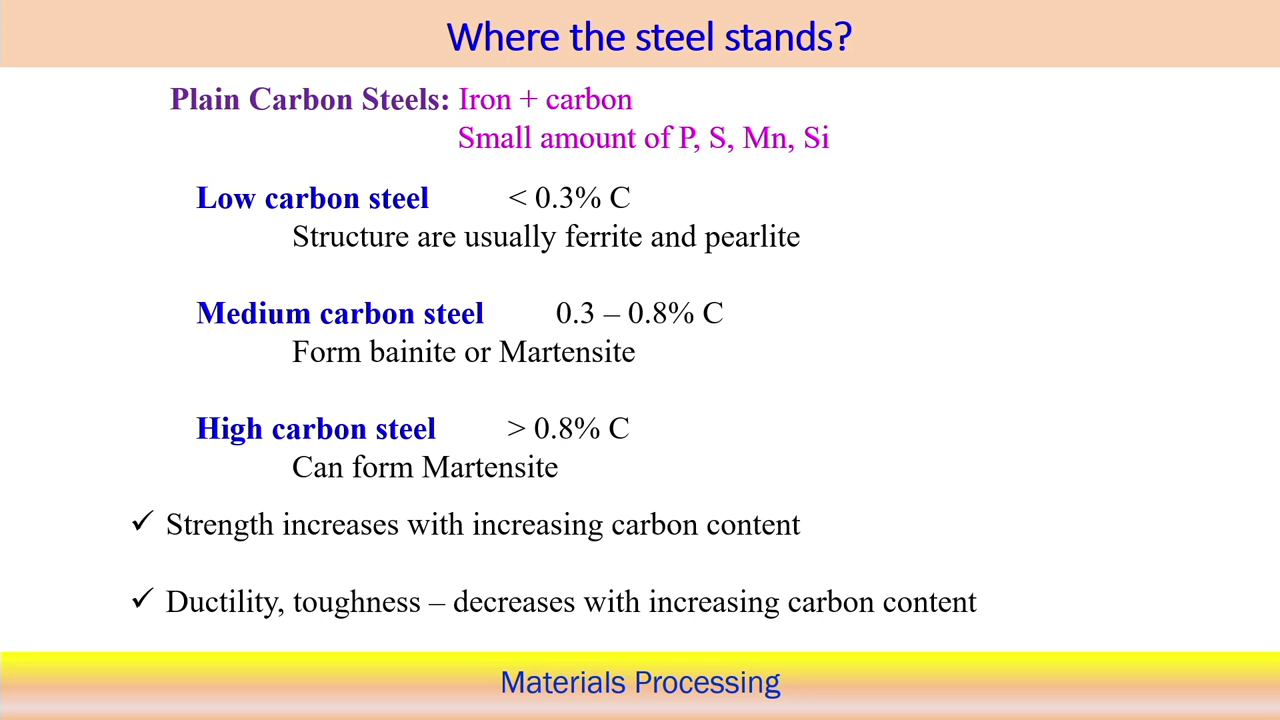 Where the steel stands?
Plain Carbon Steels: Iron + carbon
Small amount of P, S, Mn, Si
Low carbon steel < 0.3% C
Structure are usually ferrite and pearlite
Medium carbon steel 0.3 – 0.8% C
Form bainite or Martensite
High carbon steel > 0.8% C
Can form Martensite
✓ Strength increases with increasing carbon content
✓ Ductility, toughness – decreases with increasing carbon content
Materials Processing